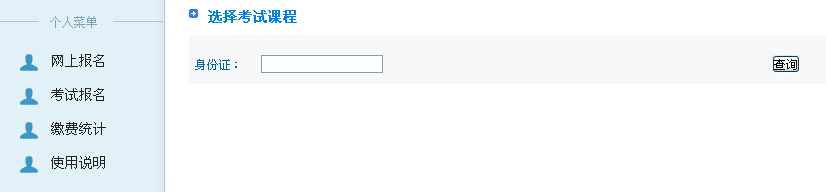 个人菜单
网上报名
考试报名
缴费统计
使用说明
选择考试课程
身份证：
查询